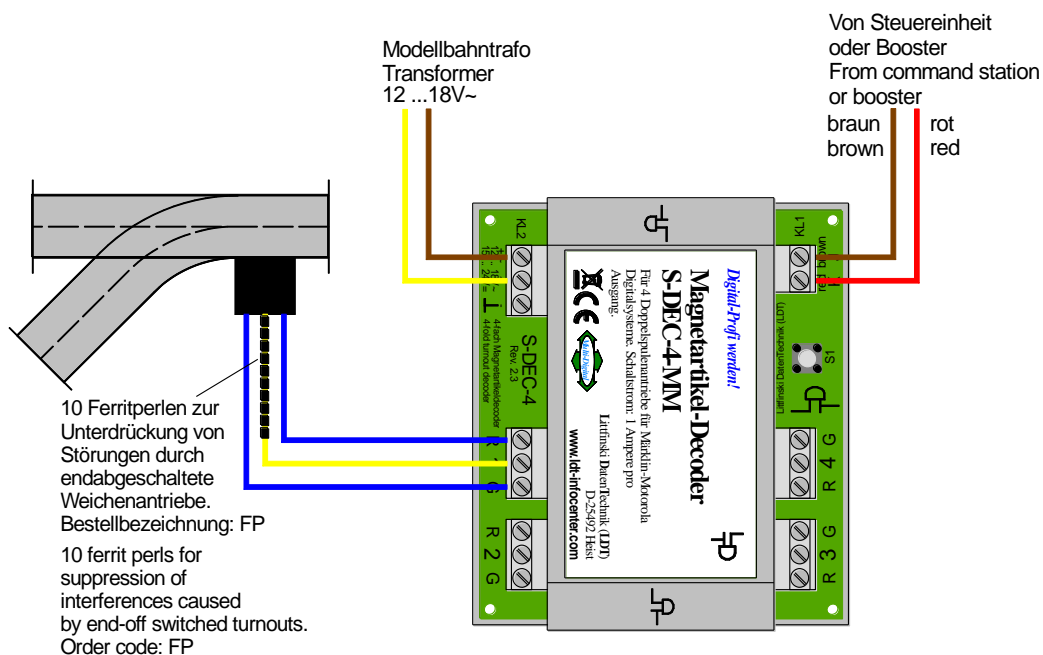 Modellbahntrafo
Transformer
12 ...18V~
Von Steuereinheit
oder Booster
From command station
or booster
braun
brown
rot
red
KL2
KL1
4-fach Magnetartikeldecoder
4-fold turnout decoder
S-DEC-4
Rev. 2.3
Digital-Profi werden!
Magnetartikel-Decoder
S-DEC-4-MM
Für 4 Doppelspulenantriebe für Märklin-Motorola
Digitalsysteme. Schaltstrom: 1 Ampere pro
Ausgang.
CE
Multi-Digital
Littfinski DatenTechnik (LDT)
D-25492 Heist
www.ldt-infocenter.com
red brown
Littfinski DatenTechnik (LDT)
S1
R 1 G
R 2 G
R 4 G
R 3 G
10 Ferritperlen zur
Unterdrückung von
Störungen durch
endabgeschaltete
Weichenantriebe.
Bestellbezeichnung: FP
10 ferrit perls for
suppression of
interferences caused
by end-off switched turnouts.
Order code: FP